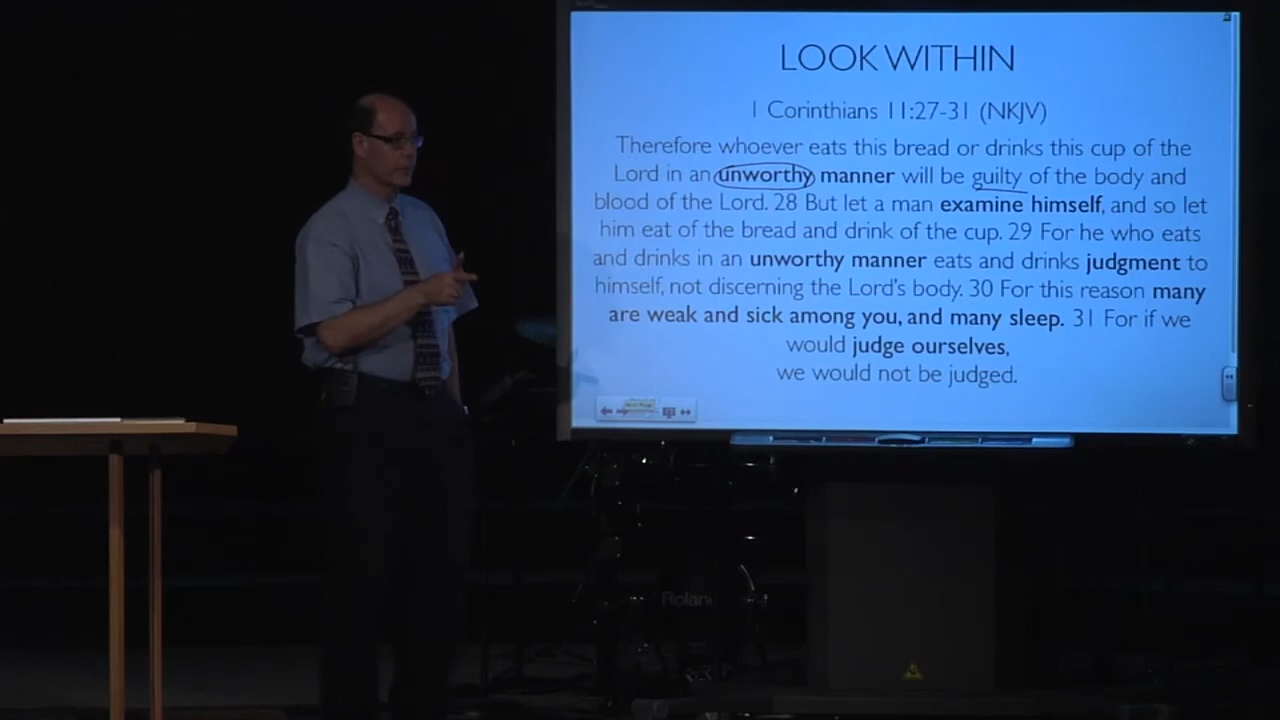 LOOK WITHIN
1 Corinthians 11:27-31 (NKJV)
Therefore whoever eats this bread or drinks this cup of the
Lord in an unworthy manner will be guilty of the body and
blood of the Lord. 28 But let a man examine himself, and so let
him eat of the bread and drink of the cup. 29 For he who eats
and drinks in an unworthy manner eats and drinks judgment to
himself, not discerning the Lord's body. 30 For this reason many
are weak and sick among you, and many sleep. 31 For if we
would judge ourselves,
we would not be judged.
Roland